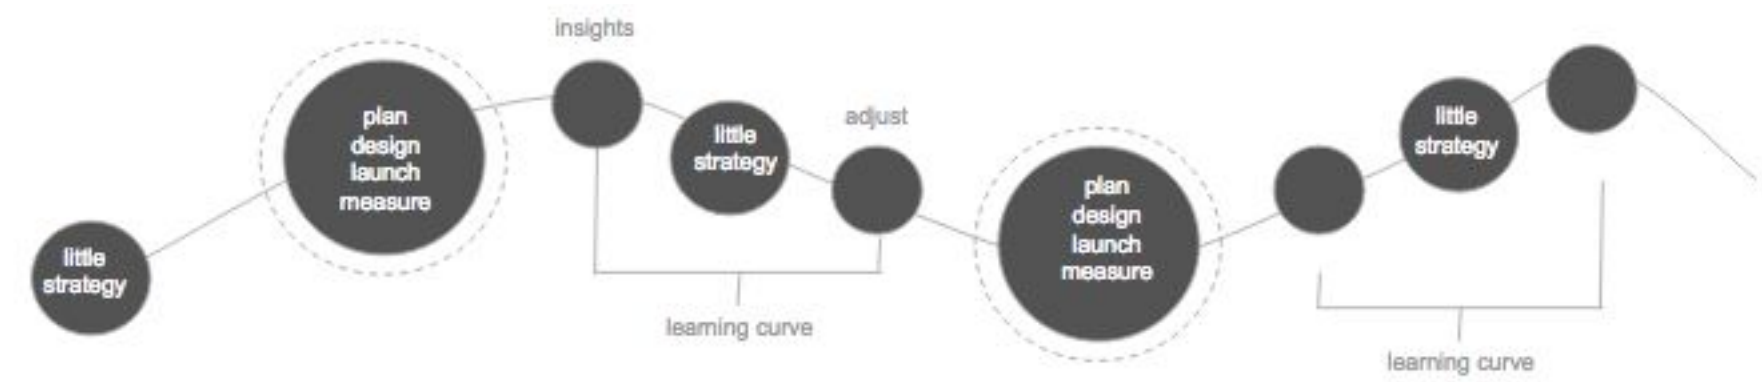 little
strategy
plan
design
launch
measure
insights
little
strategy
adjust
learning curve
plan
design
launch
measure
little
strategy
learning curve